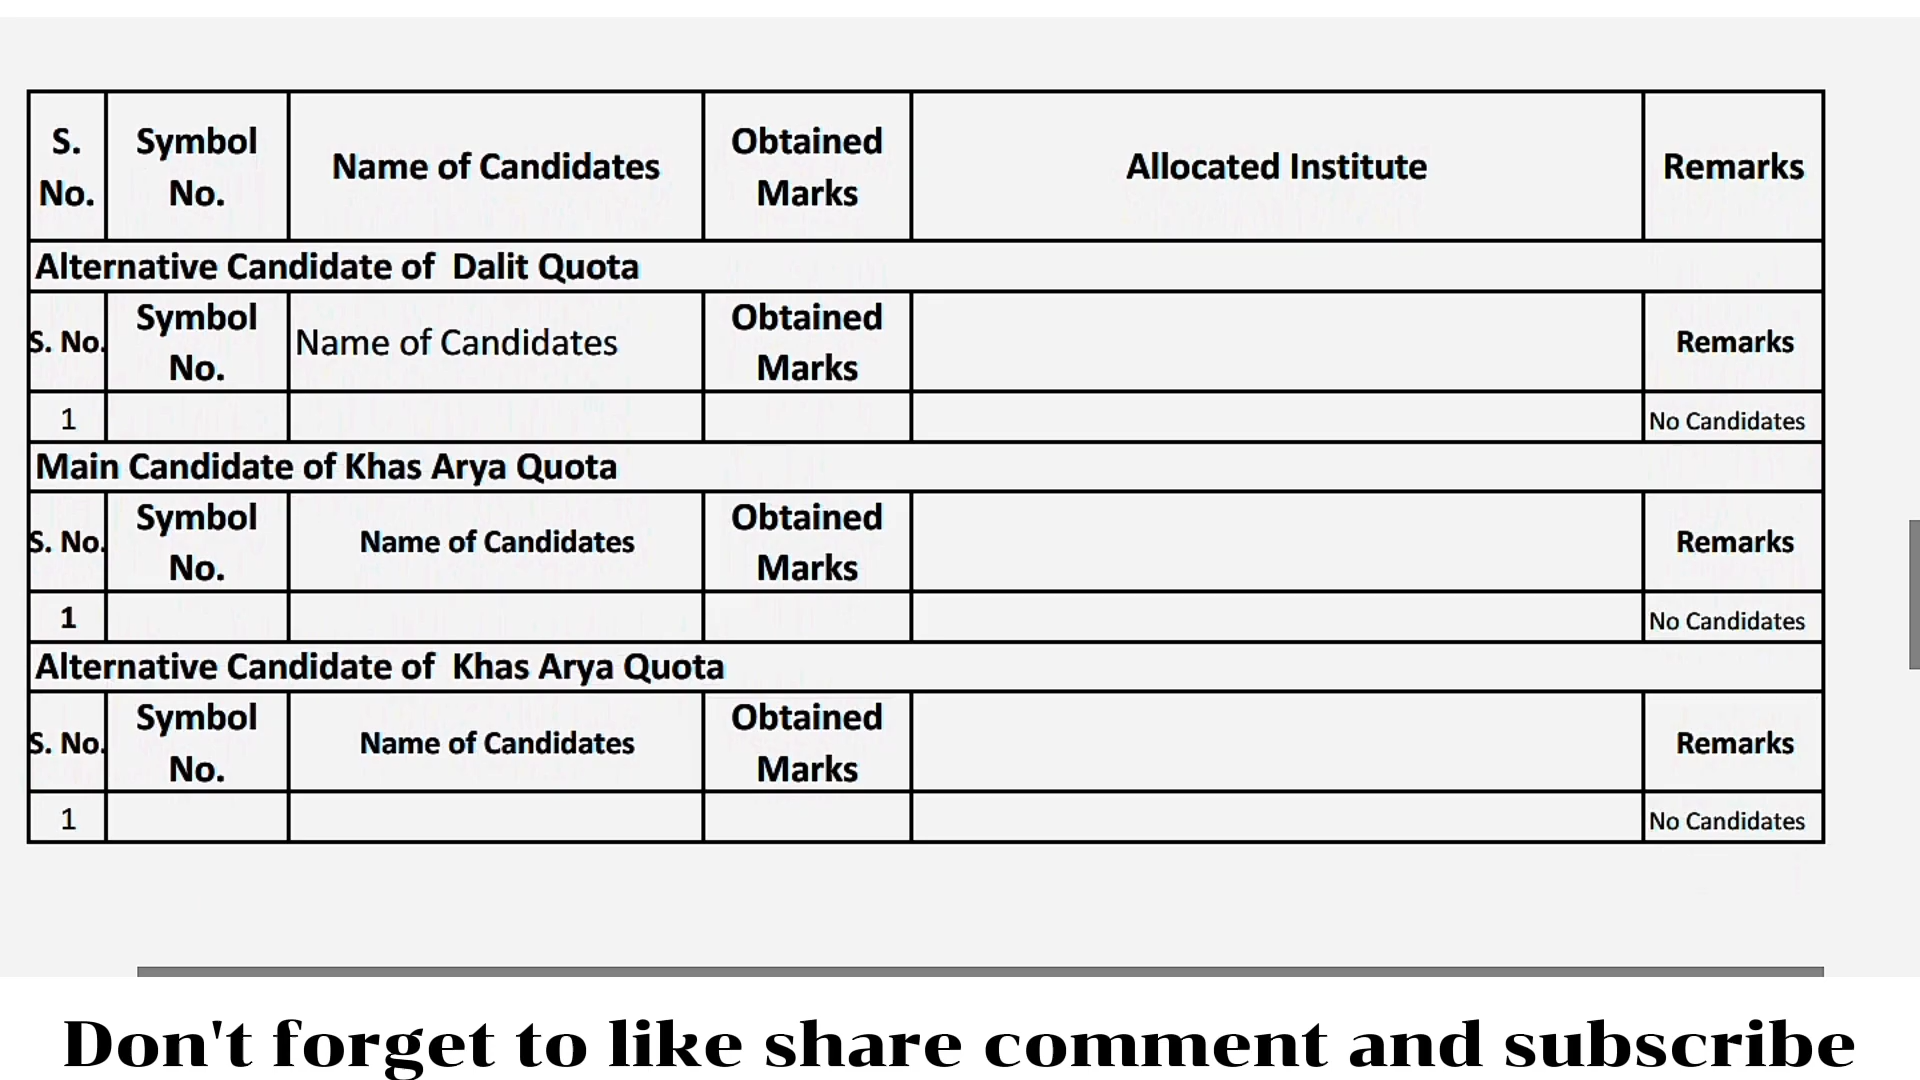 S. No. Symbol No. Name of Candidates Obtained Marks Allocated Institute Remarks
Alternative Candidate of Dalit Quota
S. No. Symbol No. Name of Candidates Obtained Marks Remarks
1 No Candidates
Main Candidate of Khas Arya Quota
S. No. Symbol No. Name of Candidates Obtained Marks Remarks
1 No Candidates
Alternative Candidate of Khas Arya Quota
S. No. Symbol No. Name of Candidates Obtained Marks Remarks
1 No Candidates
Don't forget to like share comment and subscribe